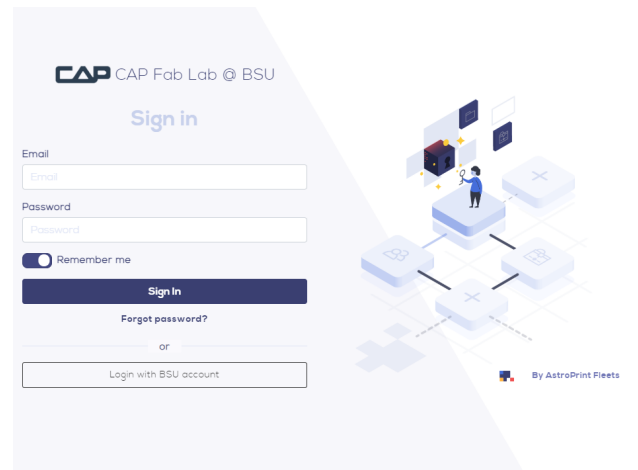 CAP CAP Fab Lab @ BSU
Sign in
Email
Email
Password
Password
Remember me
Sign In
Forgot password?
or
Login with BSU account
By AstroPrint Fleets